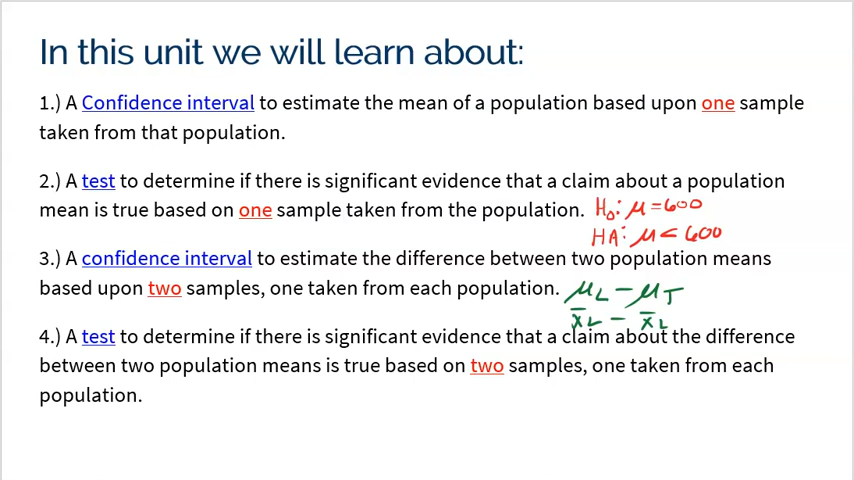 In this unit we will learn about:
1.) A Confidence interval to estimate the mean of a population based upon one sample
taken from that population.
2.) A test to determine if there is significant evidence that a claim about a population
mean is true based on one sample taken from the population. H₀: μ = 600
HA: μ < 600
3.) A confidence interval to estimate the difference between two population means
based upon two samples, one taken from each population. μL − μT
x̄L − x̄L
4.) A test to determine if there is significant evidence that a claim about the difference
between two population means is true based on two samples, one taken from each
population.